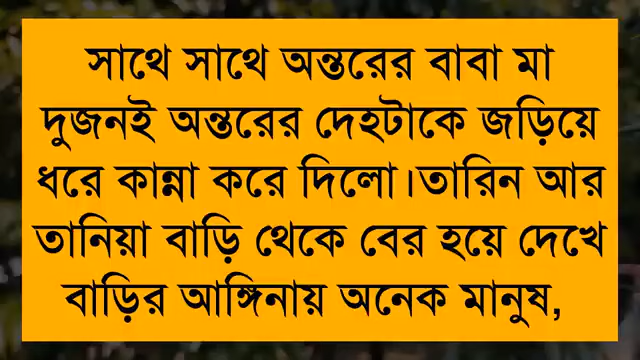 সাথে সাথে অন্তরের বাবা মা
দুজনই অন্তরের দেহটাকে জড়িয়ে
ধরে কান্না করে দিলো।তারিন আর
তানিয়া বাড়ি থেকে বের হয়ে দেখে
বাড়ির আঙ্গিনায় অনেক মানুষ,